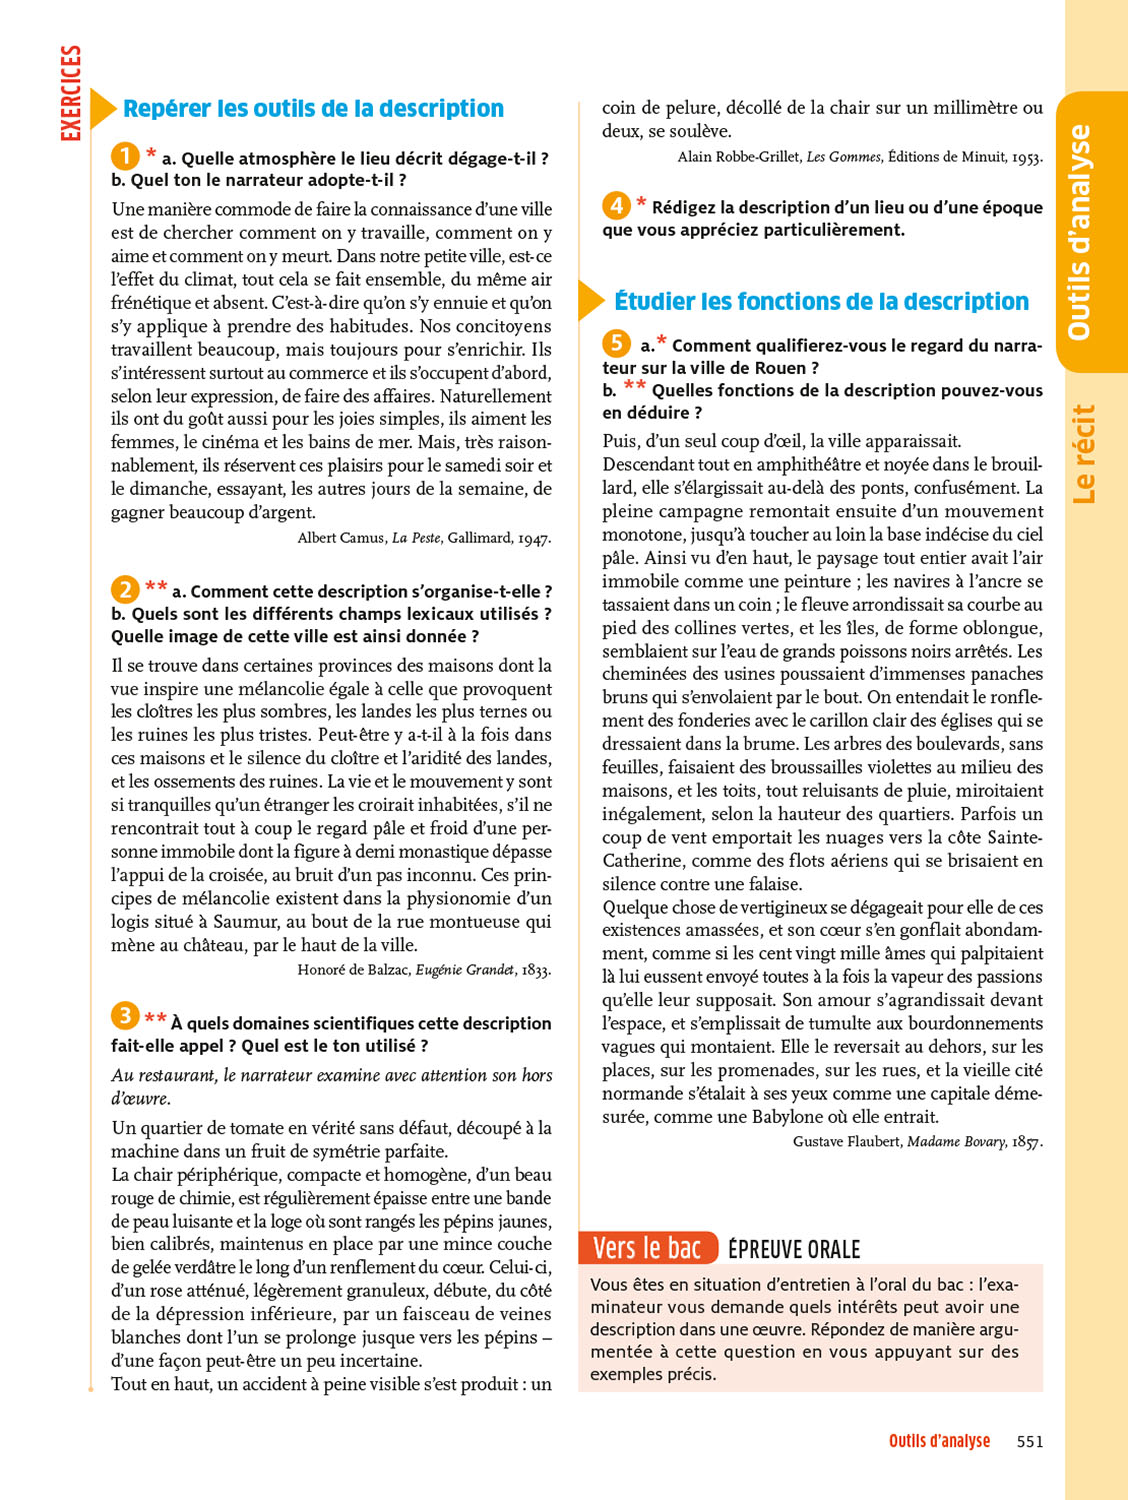 EXERCICES
Repérer les outils de la description
1 * a. Quelle atmosphère le lieu décrit dégage-t-il ?
b. Quel ton le narrateur adopte-t-il ?
Une manière commode de faire la connaissance d'une ville
est de chercher comment on y travaille, comment on y
aime et comment on y meurt. Dans notre petite ville, est-ce
l'effet du climat, tout cela se fait ensemble, du même air
frénétique et absent. C'est-à-dire qu'on s'y ennuie et qu'on
s'y applique à prendre des habitudes. Nos concitoyens
travaillent beaucoup, mais toujours pour s'enrichir. Ils
s'intéressent surtout au commerce et ils s'occupent d'abord,
selon leur expression, de faire des affaires. Naturellement
ils ont du goût aussi pour les joies simples, ils aiment les
femmes, le cinéma et les bains de mer. Mais, très raison-
nablement, ils réservent ces plaisirs pour le samedi soir et
le dimanche, essayant, les autres jours de la semaine, de
gagner beaucoup d'argent.
Albert Camus, La Peste, Gallimard, 1947.
2 ** a. Comment cette description s'organise-t-elle ?
b. Quels sont les différents champs lexicaux utilisés ?
Quelle image de cette ville est ainsi donnée ?
Il se trouve dans certaines provinces des maisons dont la
vue inspire une mélancolie égale à celle que provoquent
les cloîtres les plus sombres, les landes les plus ternes ou
les ruines les plus tristes. Peut-être y a-t-il à la fois dans
ces maisons et le silence du cloître et l'aridité des landes,
et les ossements des ruines. La vie et le mouvement y sont
si tranquilles qu'un étranger les croirait inhabitées, s'il ne
rencontrait tout à coup le regard pâle et froid d'une per-
sonne immobile dont la figure à demi monastique dépasse
l'appui de la croisée, au bruit d'un pas inconnu. Ces prin-
cipes de mélancolie existent dans la physionomie d'un
logis situé à Saumur, au bout de la rue montueuse qui
mène au château, par le haut de la ville.
Honoré de Balzac, Eugénie Grandet, 1833.
3 ** À quels domaines scientifiques cette description
fait-elle appel ? Quel est le ton utilisé ?
Au restaurant, le narrateur examine avec attention son hors
d'œuvre.
Un quartier de tomate en vérité sans défaut, découpé à la
machine dans un fruit de symétrie parfaite.
La chair périphérique, compacte et homogène, d'un beau
rouge de chimie, est régulièrement épaisse entre une bande
de peau luisante et la loge où sont rangés les pépins jaunes,
bien calibrés, maintenus en place par une mince couche
de gelée verdâtre le long d'un renflement du cœur. Celui-ci,
d'un rose atténué, légèrement granuleux, débute, du côté
de la dépression inférieure, par un faisceau de veines
blanches dont l'un se prolonge jusque vers les pépins –
d'une façon peut-être un peu incertaine.
Tout en haut, un accident à peine visible s'est produit : un
coin de pelure, décollé de la chair sur un millimètre ou
deux, se soulève.
Alain Robbe-Grillet, Les Gommes, Éditions de Minuit, 1953.
4 * Rédigez la description d'un lieu ou d'une époque
que vous appréciez particulièrement.
Étudier les fonctions de la description
5 a.* Comment qualifierez-vous le regard du narra-
teur sur la ville de Rouen ?
b. ** Quelles fonctions de la description pouvez-vous
en déduire ?
Puis, d'un seul coup d'œil, la ville apparaissait.
Descendant tout en amphithéâtre et noyée dans le brouil-
lard, elle s'élargissait au-delà des ponts, confusément. La
pleine campagne remontait ensuite d'un mouvement
monotone, jusqu'à toucher au loin la base indécise du ciel
pâle. Ainsi vu d'en haut, le paysage tout entier avait l'air
immobile comme une peinture ; les navires à l'ancre se
tassaient dans un coin ; le fleuve arrondissait sa courbe au
pied des collines vertes, et les îles, de forme oblongue,
semblaient sur l'eau de grands poissons noirs arrêtés. Les
cheminées des usines poussaient d'immenses panaches
bruns qui s'envolaient par le bout. On entendait le ronfle-
ment des fonderies avec le carillon clair des églises qui se
dressaient dans la brume. Les arbres des boulevards, sans
feuilles, faisaient des broussailles violettes au milieu des
maisons, et les toits, tout reluisants de pluie, miroitaient
inégalement, selon la hauteur des quartiers. Parfois un
coup de vent emportait les nuages vers la côte Sainte-
Catherine, comme des flots aériens qui se brisaient en
silence contre une falaise.
Quelque chose de vertigineux se dégageait pour elle de ces
existences amassées, et son cœur s'en gonflait abondam-
ment, comme si les cent vingt mille âmes qui palpitaient
là lui eussent envoyé toutes à la fois la vapeur des passions
qu'elle leur supposait. Son amour s'agrandissait devant
l'espace, et s'emplissait de tumulte aux bourdonnements
vagues qui montaient. Elle le reversait au dehors, sur les
places, sur les promenades, sur les rues, et la vieille cité
normande s'étalait à ses yeux comme une capitale déme-
surée, comme une Babylone où elle entrait.
Gustave Flaubert, Madame Bovary, 1857.
Vers le bac ÉPREUVE ORALE
Vous êtes en situation d'entretien à l'oral du bac : l'exa-
minateur vous demande quels intérêts peut avoir une
description dans une œuvre. Répondez de manière argu-
mentée à cette question en vous appuyant sur des
exemples précis.
Outils d'analyse
Le récit
Outils d'analyse 551